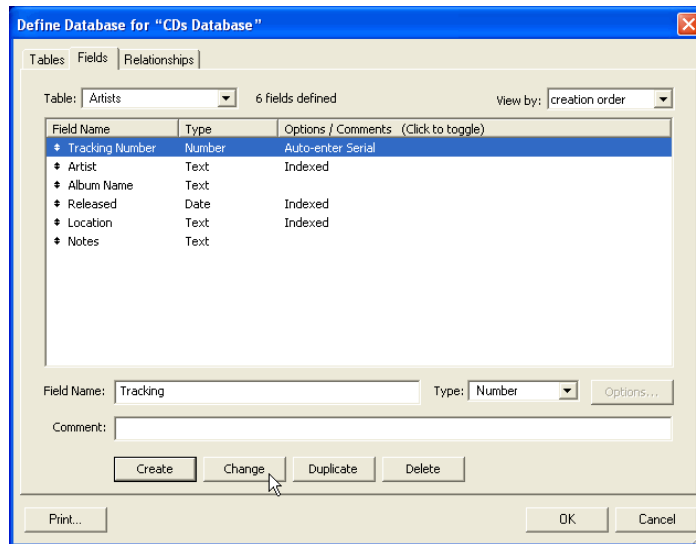 Define Database for “CDs Database”
Tables Fields Relationships
Table: Artists 6 fields defined View by: creation order
Field Name Type Options / Comments (Click to toggle)
Tracking Number Number Auto-enter Serial
Artist Text Indexed
Album Name Text
Released Date Indexed
Location Text Indexed
Notes Text
Field Name: Tracking Type: Number Options...
Comment:
Create Change Duplicate Delete
Print... OK Cancel